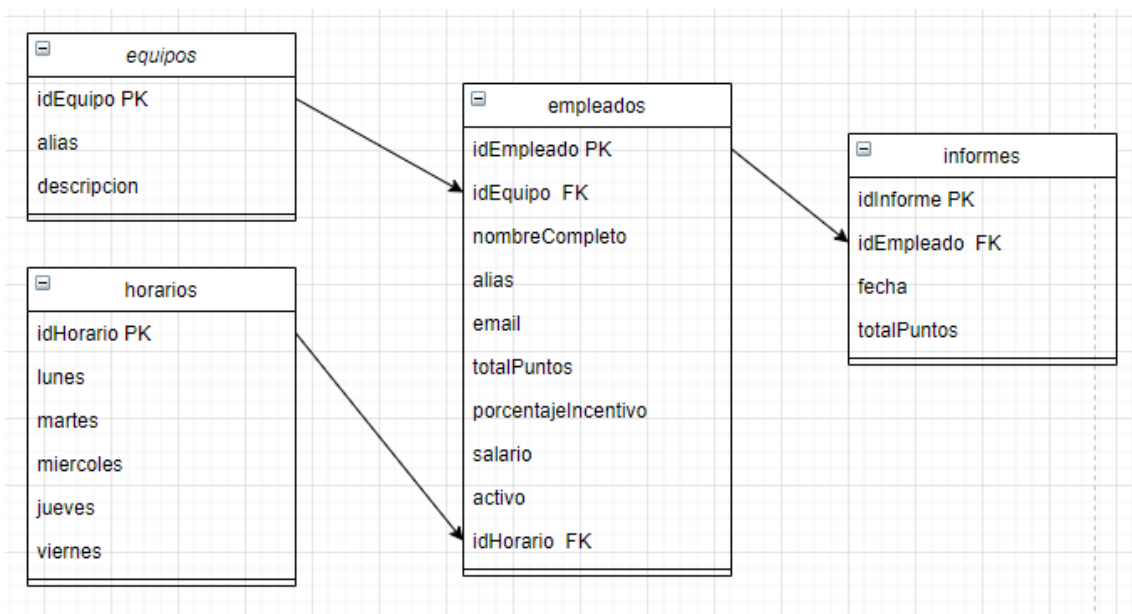 equipos
idEquipo PK
alias
descripcion
horarios
idHorario PK
lunes
martes
miercoles
jueves
viernes
empleados
idEmpleado PK
idEquipo FK
nombreCompleto
alias
email
totalPuntos
porcentajeIncentivo
salario
activo
idHorario FK
informes
idInforme PK
idEmpleado FK
fecha
totalPuntos